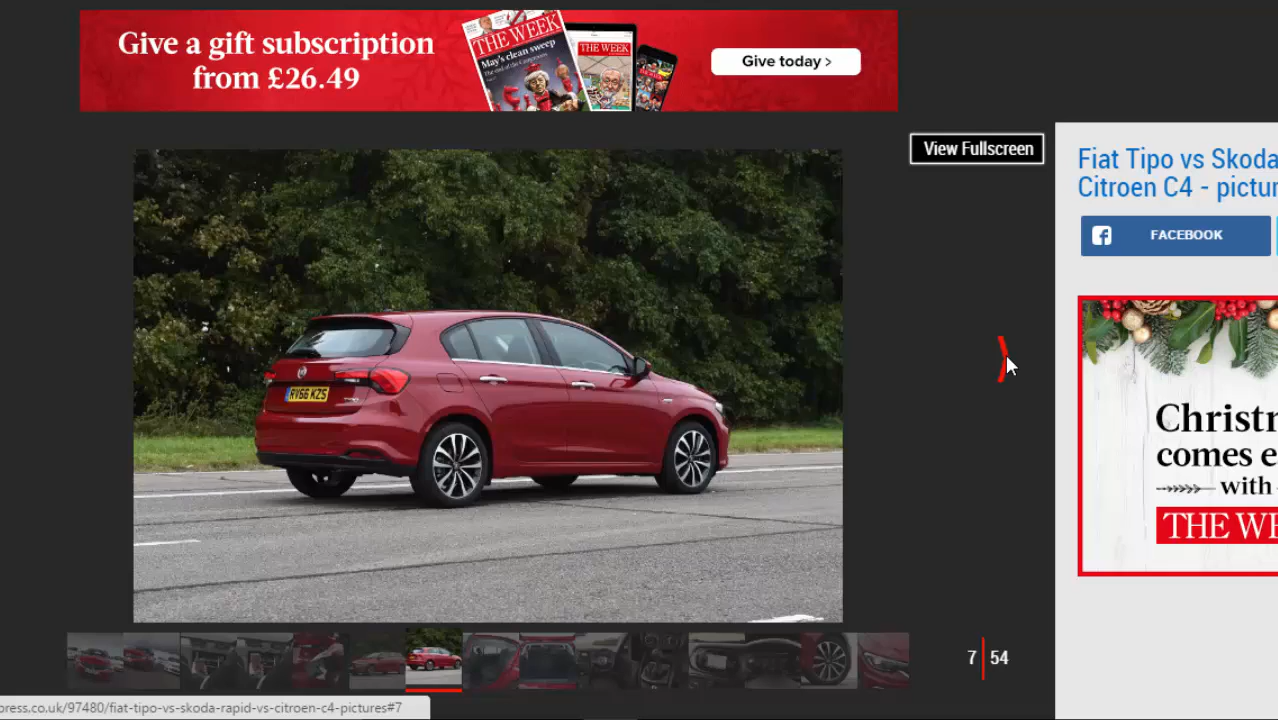 Give a gift subscription
from £26.49
THE WEEK
May's clean sweep
THE WEEK
Give today >
View Fullscreen
Fiat Tipo vs Skoda
Citroen C4 - pictur
FACEBOOK
RV66 KZS
Christm
comes e
with
THE WE
7 54
press.co.uk/97480/fiat-tipo-vs-skoda-rapid-vs-citroen-c4-pictures#7